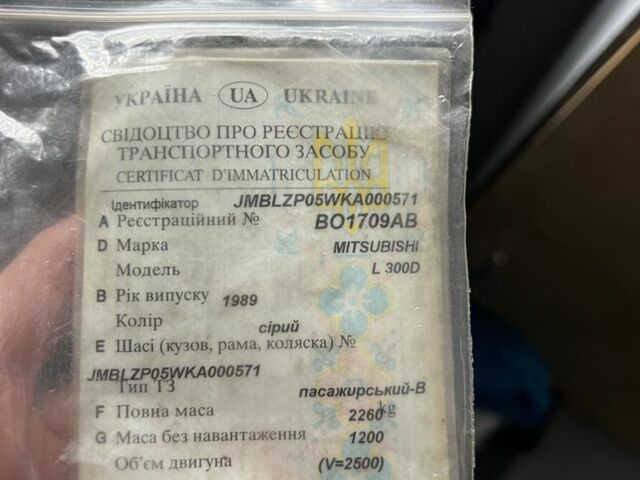 УКРАЇНА UA UKRAINE
СВІДОЦТВО ПРО РЕЄСТРАЦІЮ
ТРАНСПОРТНОГО ЗАСОБУ
CERTIFICAT D'IMMATRICULATION
Ідентифікатор JMBLZP05WKA000571
A Реєстраційний № BO1709AB
D Марка MITSUBISHI
Модель L 300D
B Рік випуску 1989
Колір сірий
E Шасі (кузов, рама, коляска) №
JMBLZP05WKA000571
Тип ТЗ пасажирський-B
F Повна маса 2260 kg
G Маса без навантаження 1200
Об'єм двигуна (V=2500)